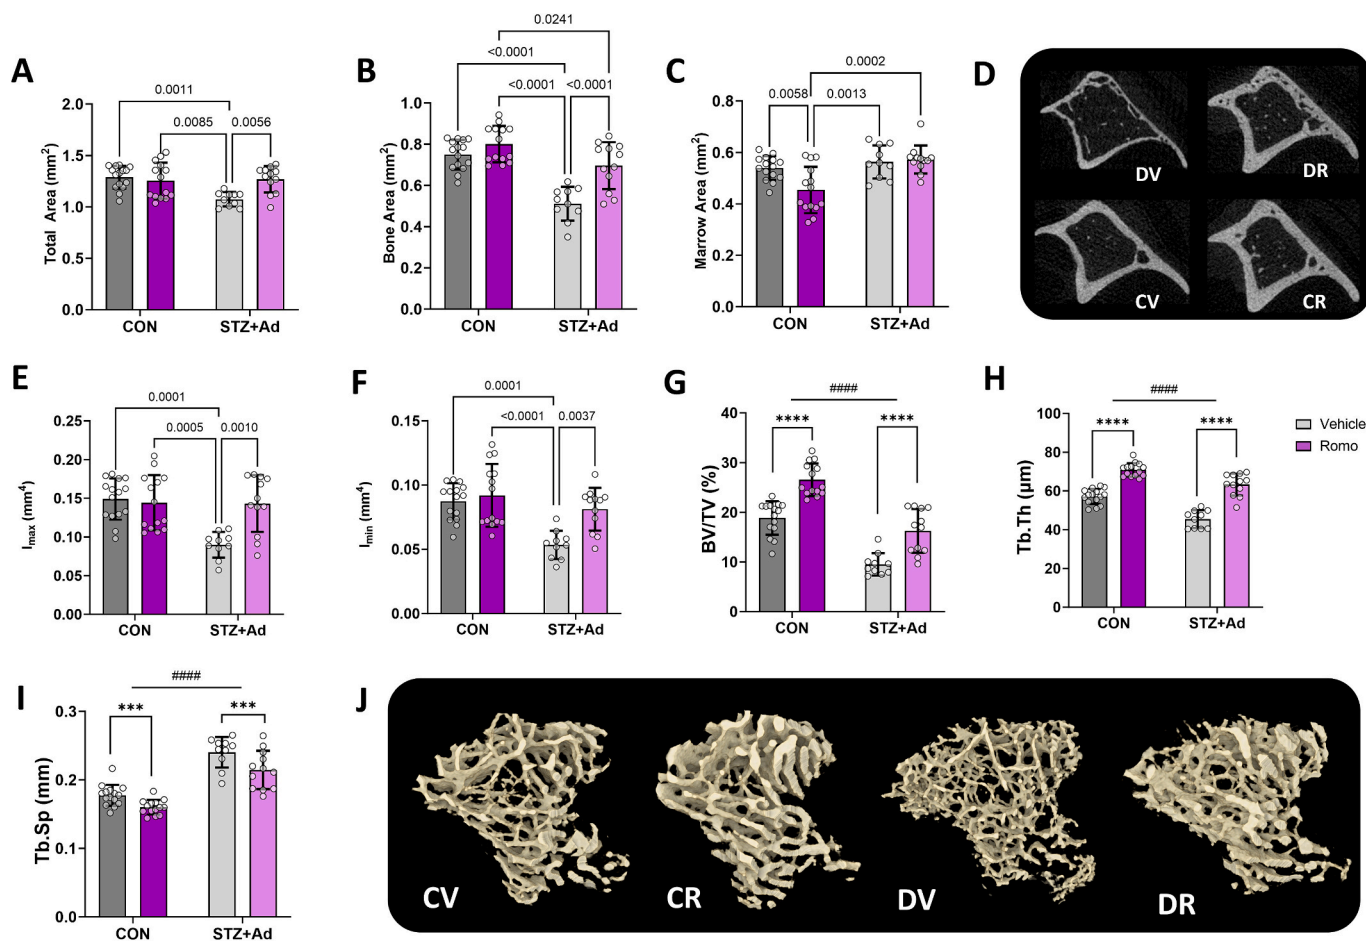 A
Total Area (mm²)
2.0
1.5
1.0
0.5
0.0
0.0011
0.0085
0.0056
CON
STZ+Ad
B
Bone Area (mm²)
1.0
0.8
0.6
0.4
0.2
0.0
0.0241
<0.0001
<0.0001
<0.0001
CON
STZ+Ad
C
Marrow Area (mm²)
0.8
0.6
0.4
0.2
0.0
0.0002
0.0058
0.0013
CON
STZ+Ad
D
DV
DR
CV
CR
E
Imax (mm⁴)
0.25
0.20
0.15
0.10
0.05
0.00
0.0001
0.0005
0.0010
CON
STZ+Ad
F
Imin (mm⁴)
0.15
0.10
0.05
0.00
0.0001
<0.0001
0.0037
CON
STZ+Ad
G
BV/TV (%)
40
30
20
10
0
####
****
****
CON
STZ+Ad
H
Tb.Th (µm)
100
80
60
40
20
0
####
****
****
CON
STZ+Ad
Vehicle
Romo
I
Tb.Sp (mm)
0.3
0.2
0.1
0.0
####
***
***
CON
STZ+Ad
J
CV
CR
DV
DR